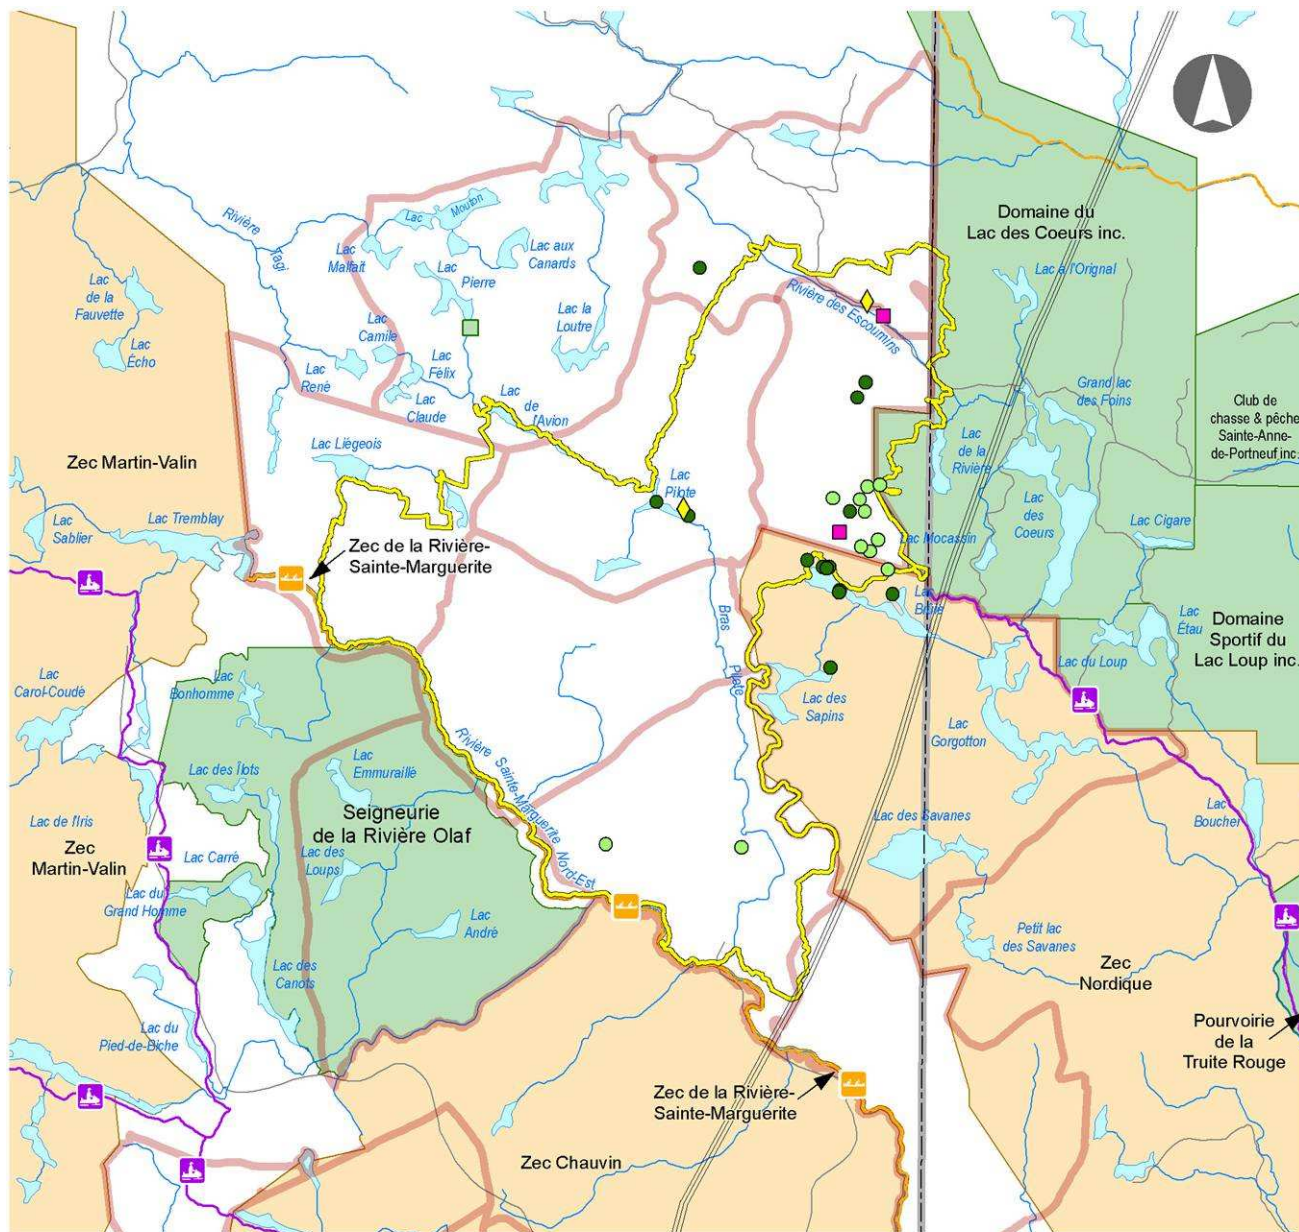 Rivière
Tagi
Lac
Mouton
Lac
Malfait
Lac aux
Canards
Lac
Pierre
Domaine du
Lac des Coeurs inc.
Lac à l'Orignal
Lac
de la
Fauvette
Lac
Écho
Lac la
Loutre
Rivière des Escoumins
Lac
Camile
Lac
Félix
Lac
René
Lac
Claude
Lac
de
l'Avion
Grand lac
des Foins
Club de
chasse & pêche
Sainte-Anne-
de-Portneuf inc.
Lac Liégeois
Zec Martin-Valin
Lac
de la
Rivière
Lac
Pilote
Lac
des
Coeurs
Lac Cigare
Lac
Sablier
Lac Tremblay
Zec de la Rivière-
Sainte-Marguerite
Lac Mocassin
Lac
Brûlé
Bras
Pilote
Lac
Étau
Domaine
Sportif du
Lac Loup inc.
Lac du Loup
Lac
Carol-Coudé
Lac
Bonhomme
Lac des
Sapins
Lac
Gorgotton
Rivière Sainte-Marguerite Nord-Est
Lac des Îlots
Lac
Emmuraillé
Seigneurie
de la Rivière Olaf
Lac des Savanes
Lac
Boucher
Lac de l'Iris
Zec
Martin-Valin
Lac Carré
Lac des
Loups
Lac du
Grand Homme
Lac
André
Petit lac
des Savanes
Zec
Nordique
Lac des
Canots
Lac du
Pied-de-Biche
Pourvoirie
de la
Truite Rouge
Zec de la Rivière-
Sainte-Marguerite
Zec Chauvin